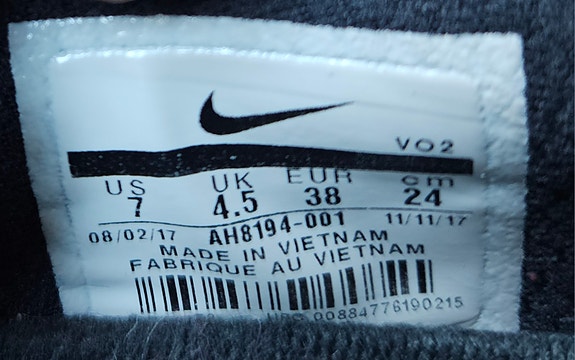 VO2
US UK EUR cm
7 4.5 38 24
08/02/17 AH8194-001 11/11/17
MADE IN VIETNAM
FABRIQUE AU VIETNAM
00884776190215